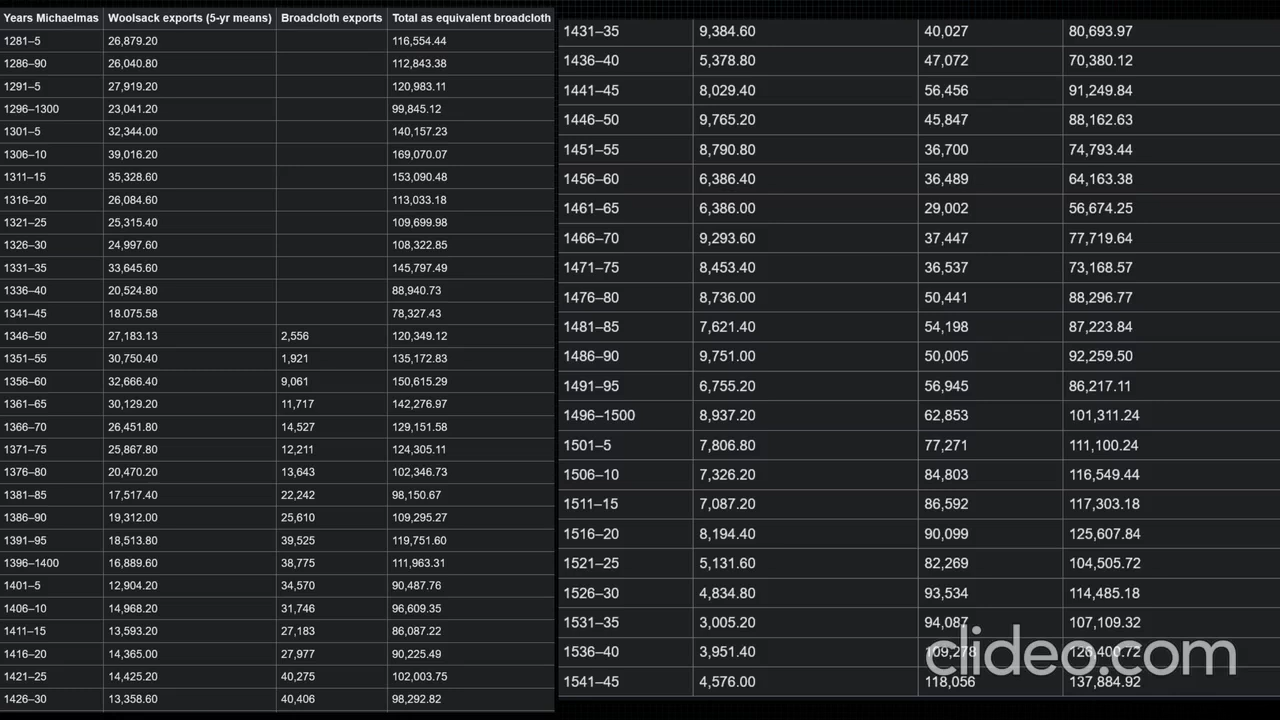 Years Michaelmas Woolsack exports (5-yr means) Broadcloth exports Total as equivalent broadcloth
1281–5 26,879.20 116,554.44
1286–90 26,040.80 112,843.38
1291–5 27,919.20 120,983.11
1296–1300 23,041.20 99,845.12
1301–5 32,344.00 140,157.23
1306–10 39,016.20 169,070.07
1311–15 35,328.60 153,090.48
1316–20 26,084.60 113,033.18
1321–25 25,315.40 109,699.98
1326–30 24,997.60 108,322.85
1331–35 33,645.60 145,797.49
1336–40 20,524.80 88,940.73
1341–45 18.075.58 78,327.43
1346–50 27,183.13 2,556 120,349.12
1351–55 30,750.40 1,921 135,172.83
1356–60 32,666.40 9,061 150,615.29
1361–65 30,129.20 11,717 142,276.97
1366–70 26,451.80 14,527 129,151.58
1371–75 25,867.80 12,211 124,305.11
1376–80 20,470.20 13,643 102,346.73
1381–85 17,517.40 22,242 98,150.67
1386–90 19,312.00 25,610 109,295.27
1391–95 18,513.80 39,525 119,751.60
1396–1400 16,889.60 38,775 111,963.31
1401–5 12,904.20 34,570 90,487.76
1406–10 14,968.20 31,746 96,609.35
1411–15 13,593.20 27,183 86,087.22
1416–20 14,365.00 27,977 90,225.49
1421–25 14,425.20 40,275 102,003.75
1426–30 13,358.60 40,406 98,292.82
1431–35 9,384.60 40,027 80,693.97
1436–40 5,378.80 47,072 70,380.12
1441–45 8,029.40 56,456 91,249.84
1446–50 9,765.20 45,847 88,162.63
1451–55 8,790.80 36,700 74,793.44
1456–60 6,386.40 36,489 64,163.38
1461–65 6,386.00 29,002 56,674.25
1466–70 9,293.60 37,447 77,719.64
1471–75 8,453.40 36,537 73,168.57
1476–80 8,736.00 50,441 88,296.77
1481–85 7,621.40 54,198 87,223.84
1486–90 9,751.00 50,005 92,259.50
1491–95 6,755.20 56,945 86,217.11
1496–1500 8,937.20 62,853 101,311.24
1501–5 7,806.80 77,271 111,100.24
1506–10 7,326.20 84,803 116,549.44
1511–15 7,087.20 86,592 117,303.18
1516–20 8,194.40 90,099 125,607.84
1521–25 5,131.60 82,269 104,505.72
1526–30 4,834.80 93,534 114,485.18
1531–35 3,005.20 94,087 107,109.32
1536–40 3,951.40 109,278 126,400.72
1541–45 4,576.00 118,056 137,884.92
clideo.com